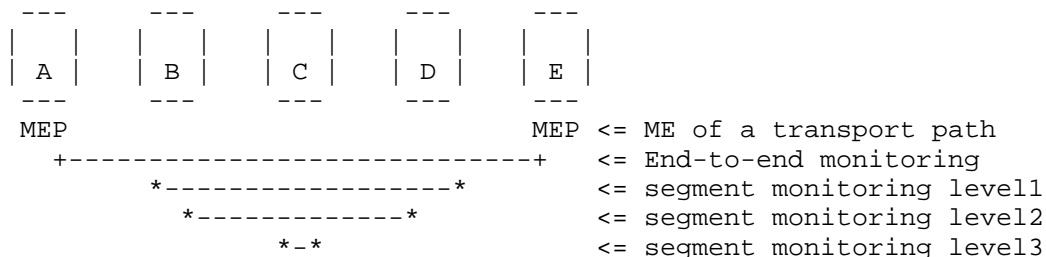 ---     ---     ---     ---     ---
|   |   |   |   |   |   |   |   |   |
| A |   | B |   | C |   | D |   | E |
 ---     ---     ---     ---     ---
 MEP                             MEP <= ME of a transport path
   +-----------------------------+   <= End-to-end monitoring
         *------------------*        <= segment monitoring level1
           *-------------*           <= segment monitoring level2
                 *-*                 <= segment monitoring level3